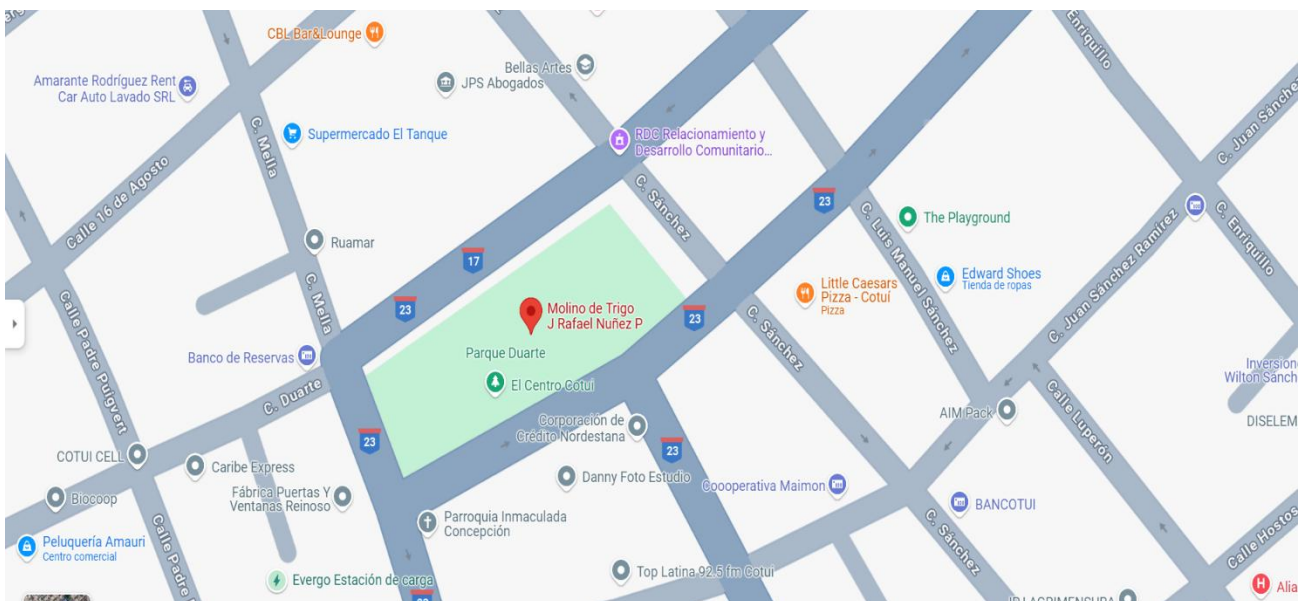 CBL Bar&Lounge
Enriquillo
Bellas Artes
JPS Abogados
Amarante Rodríguez Rent
Car Auto Lavado SRL
C. Mella
Supermercado El Tanque
RDC Relacionamiento y
Desarrollo Comunitario...
C. Juan Sánchez
Calle 16 de Agosto
C. Sánchez
23
The Playground
C. Luis Manuel Sánchez
C. Juan Sánchez Ramírez
C. Enriquillo
Ruamar
17
Edward Shoes
Tienda de ropas
Little Caesars
Pizza - Cotuí
Pizza
C. Mella
23
Molino de Trigo
J Rafael Nuñez P
23
C. Sánchez
Calle Padre Puigvert
Banco de Reservas
Parque Duarte
El Centro Cotuí
C. Duarte
Inversione
Wilton Sánch
AIM Pack
Calle Luperón
DISELEM
Corporación de
Crédito Nordestana
23
23
COTUI CELL
Caribe Express
Danny Foto Estudio
Coooperativa Maimon
Biocoop
Fábrica Puertas Y
Ventanas Reinoso
BANCOTUI
Parroquia Inmaculada
Concepción
C. Sánchez
Calle Hostos
Calle Padre
Peluquería Amauri
Centro comercial
Evergo Estación de carga
Top Latina 92.5 fm Cotui
H
Alia